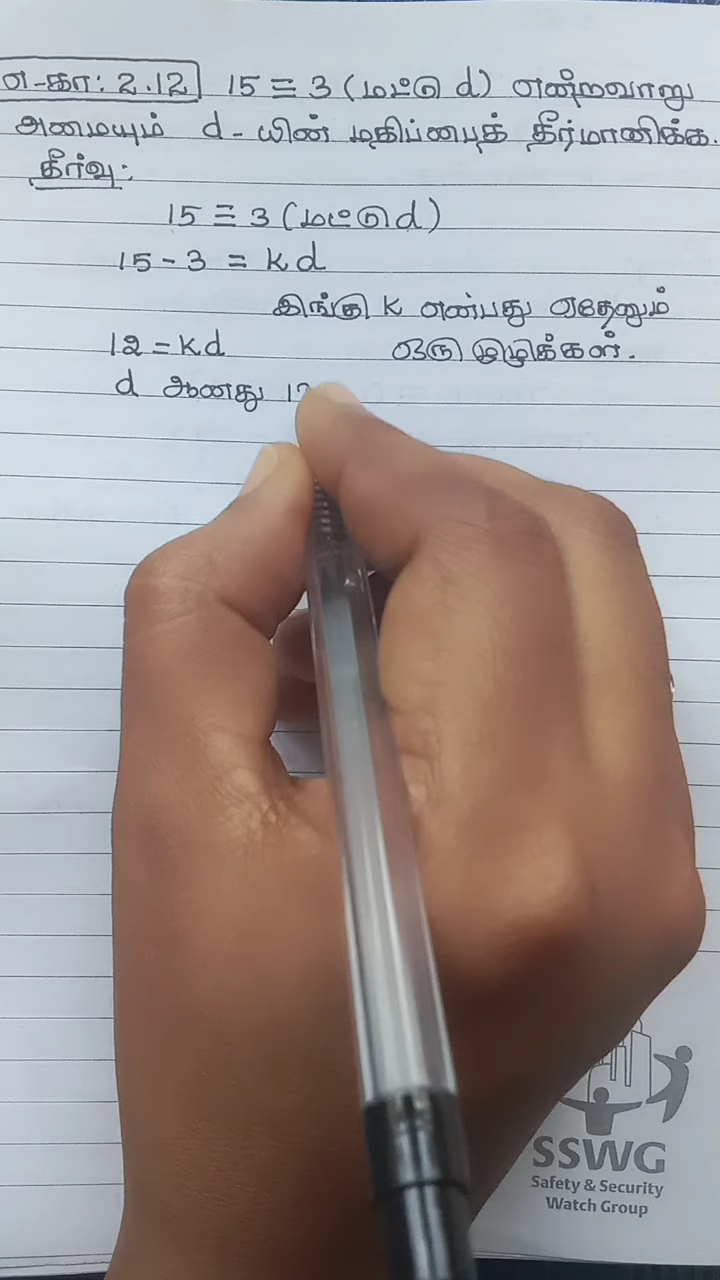 எ-கா: 2.12 15 ≡ 3 (மட்டு d) என்றவாறு
அமையும் d - யின் மதிப்பைத் தீர்மானிக்க.
தீர்வு:
15 ≡ 3 (மட்டு d)
15 - 3 = kd
இங்கு k என்பது ஏதேனும்
12 = kd ஒரு முழுக்கள்.
d ஆனது 12
SSWG
Safety & Security
Watch Group